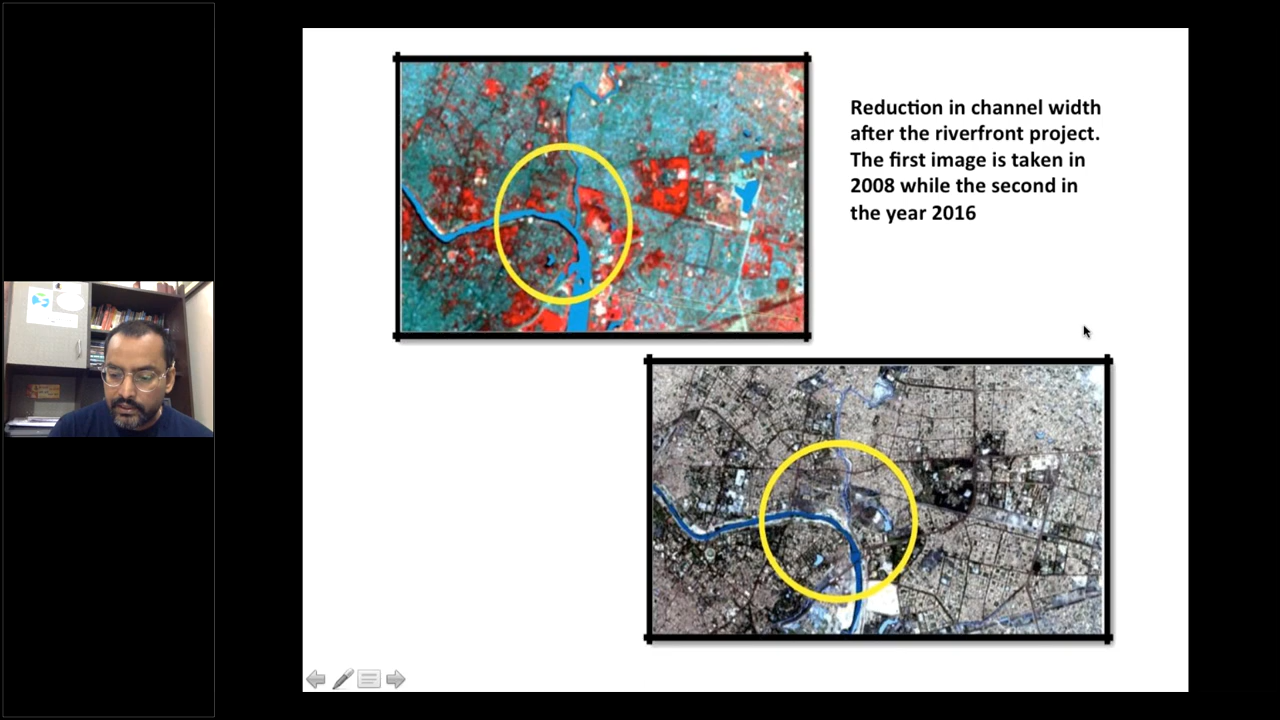 Reduction in channel width
after the riverfront project.
The first image is taken in
2008 while the second in
the year 2016